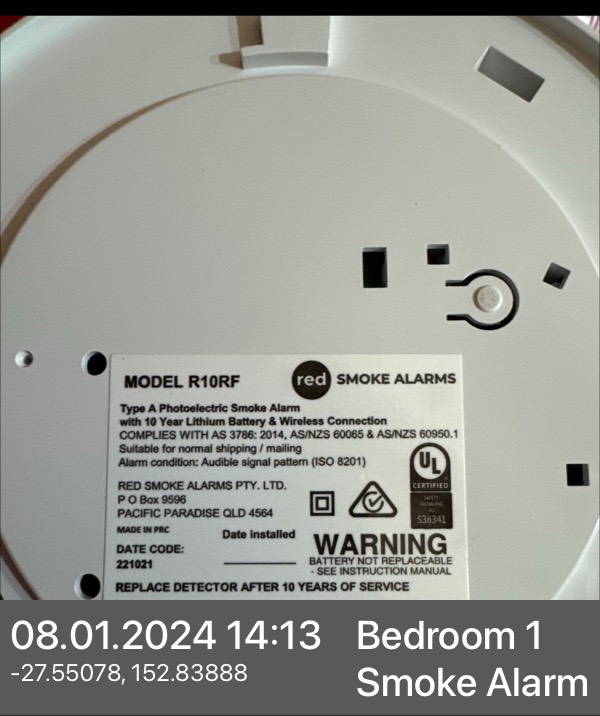 MODEL R10RF
red SMOKE ALARMS
Type A Photoelectric Smoke Alarm
with 10 Year Lithium Battery & Wireless Connection
COMPLIES WITH AS 3786: 2014, AS/NZS 60065 & AS/NZS 60950.1
Suitable for normal shipping / mailing
Alarm condition: Audible signal pattern (ISO 8201)
RED SMOKE ALARMS PTY. LTD.
P O Box 9596
PACIFIC PARADISE QLD 4564
MADE IN PRC
DATE CODE:
221021
Date installed
UL
CERTIFIED
S36341
WARNING
BATTERY NOT REPLACEABLE
- SEE INSTRUCTION MANUAL
REPLACE DETECTOR AFTER 10 YEARS OF SERVICE
08.01.2024 14:13
-27.55078, 152.83888
Bedroom 1
Smoke Alarm